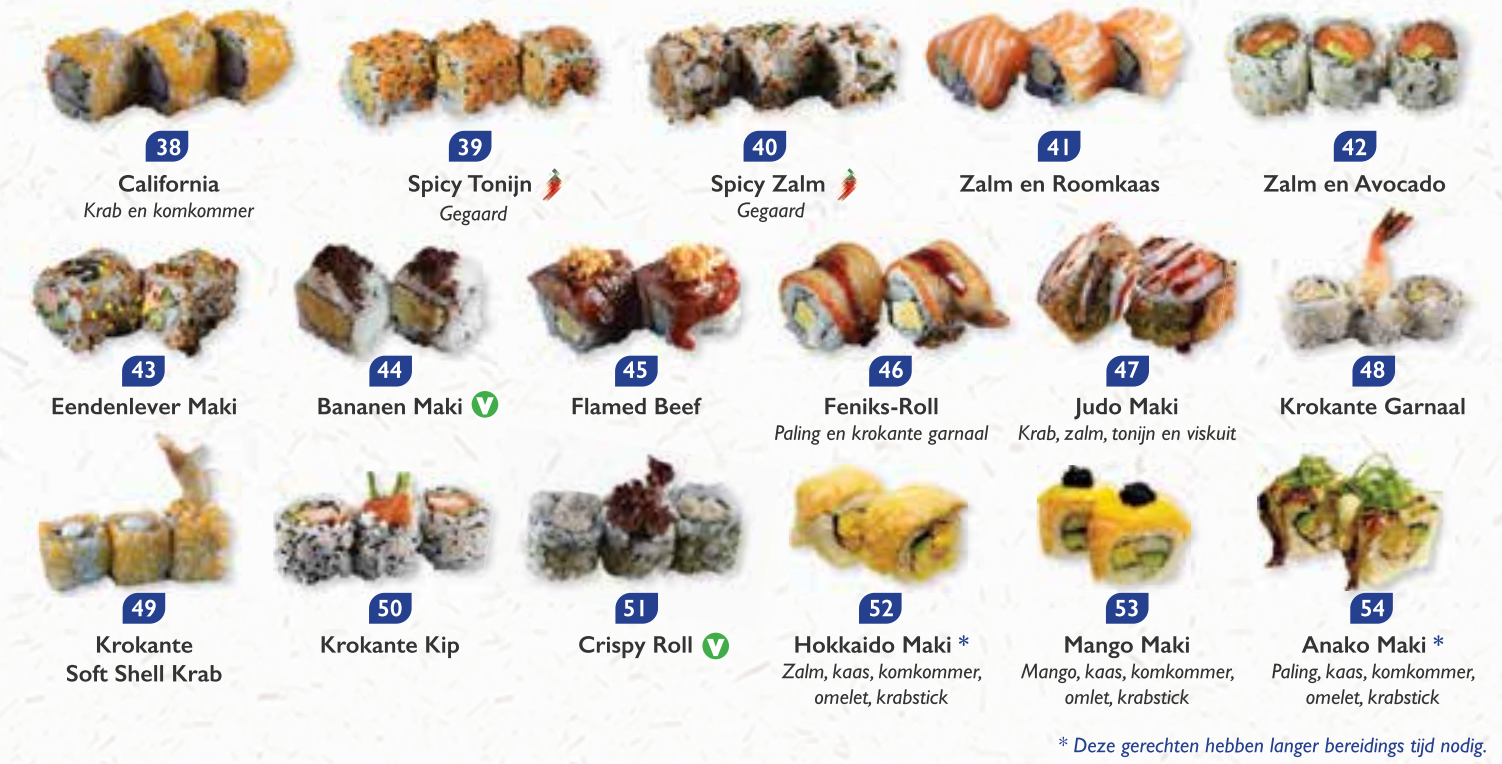 38
39
40
41
42
California
Spicy Tonijn
Spicy Zalm
Zalm en Roomkaas
Zalm en Avocado
Krab en komkommer
Gegaard
Gegaard
43
44
45
46
47
48
Eendenlever Maki
Bananen Maki V
Flamed Beef
Feniks-Roll
Judo Maki
Krokante Garnaal
Paling en krokante garnaal
Krab, zalm, tonijn en viskuit
49
50
51
52
53
54
Krokante
Soft Shell Krab
Krokante Kip
Crispy Roll V
Hokkaido Maki *
Zalm, kaas, komkommer,
omelet, krabstick
Mango Maki
Mango, kaas, komkommer,
omlet, krabstick
Anako Maki *
Paling, kaas, komkommer,
omelet, krabstick
* Deze gerechten hebben langer bereidings tijd nodig.